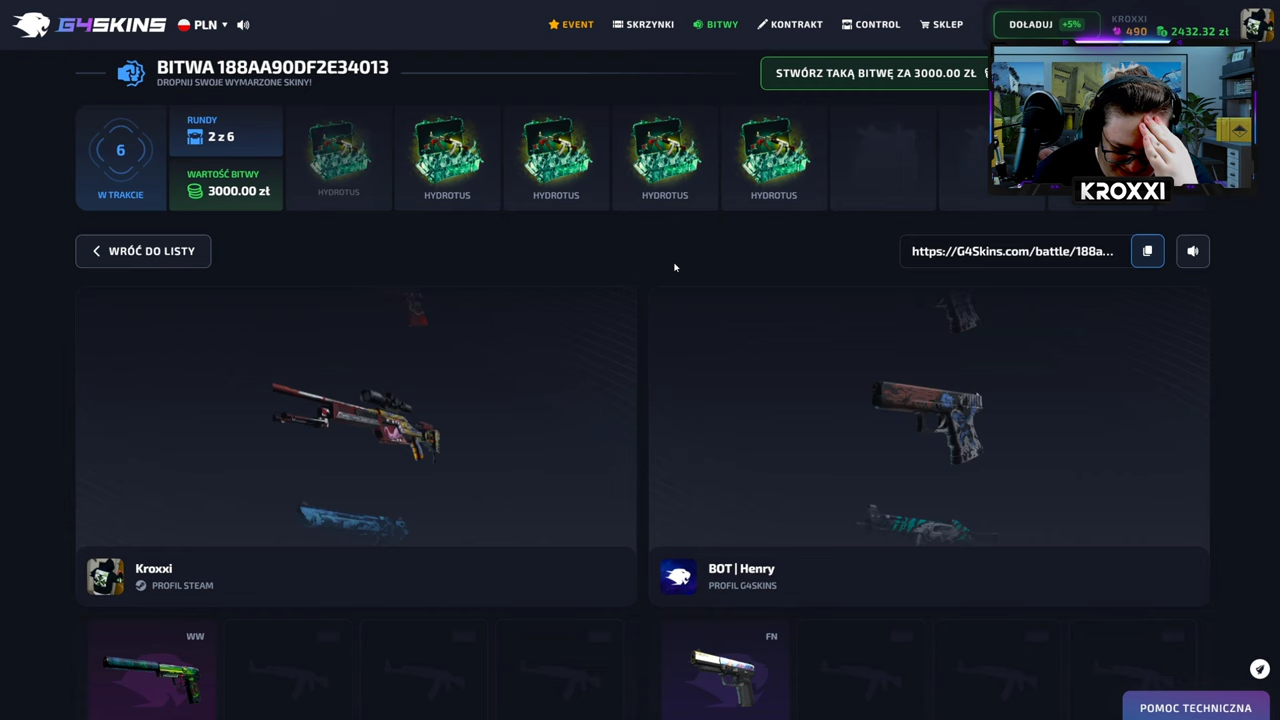 G4SKINS
PLN
EVENT
SKRZYNKI
BITWY
KONTRAKT
CONTROL
SKLEP
DOŁADUJ +5%
KROXXI
490 2432.32 zł
BITWA 188AA90DF2E34013
DROPNIJ SWOJE WYMARZONE SKINY!
STWÓRZ TAKĄ BITWĘ ZA 3000.00 ZŁ
6
W TRAKCIE
RUNDY
2 z 6
WARTOŚĆ BITWY
3000.00 zł
HYDROTUS
HYDROTUS
HYDROTUS
HYDROTUS
HYDROTUS
KROXXI
WRÓĆ DO LISTY
https://G4Skins.com/battle/188a...
Kroxxi
PROFIL STEAM
BOT | Henry
PROFIL G4SKINS
WW
FN
POMOC TECHNICZNA